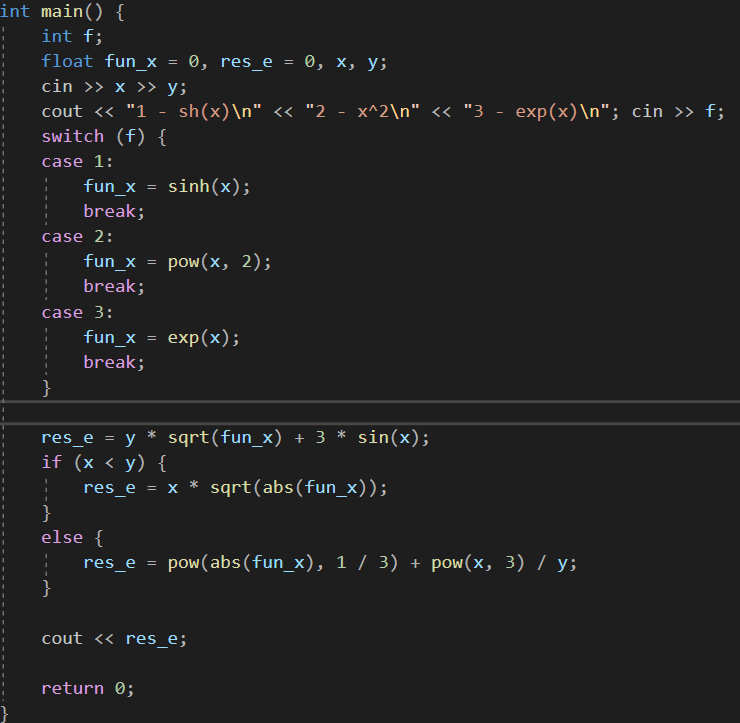 int main() {
    int f;
    float fun_x = 0, res_e = 0, x, y;
    cin >> x >> y;
    cout << "1 - sh(x)\n" << "2 - x^2\n" << "3 - exp(x)\n"; cin >> f;
    switch (f) {
    case 1:
        fun_x = sinh(x);
        break;
    case 2:
        fun_x = pow(x, 2);
        break;
    case 3:
        fun_x = exp(x);
        break;
    }
    res_e = y * sqrt(fun_x) + 3 * sin(x);
    if (x < y) {
        res_e = x * sqrt(abs(fun_x));
    }
    else {
        res_e = pow(abs(fun_x), 1 / 3) + pow(x, 3) / y;
    }
    cout << res_e;
    return 0;
}